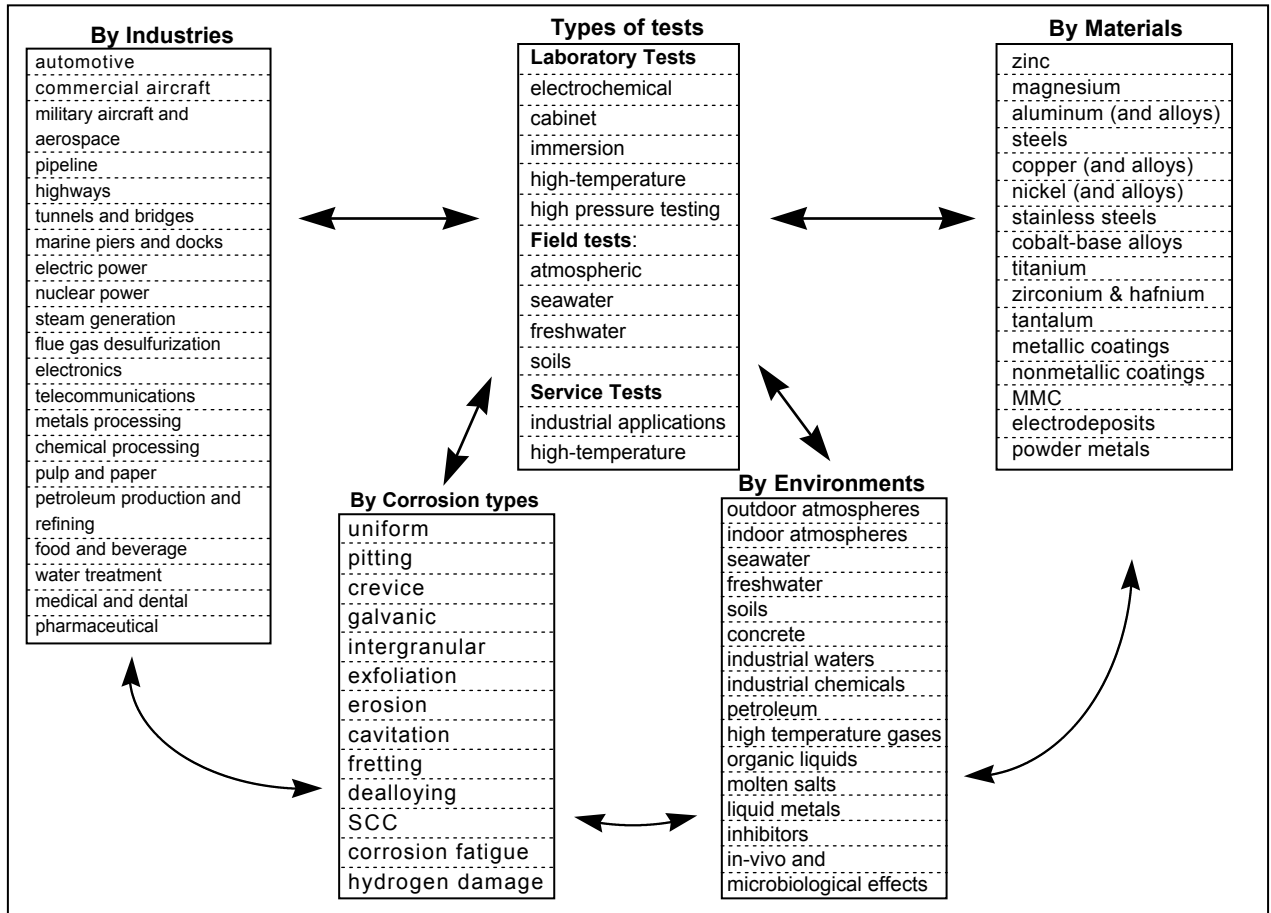 By Industries
automotive
commercial aircraft
military aircraft and
aerospace
pipeline
highways
tunnels and bridges
marine piers and docks
electric power
nuclear power
steam generation
flue gas desulfurization
electronics
telecommunications
metals processing
chemical processing
pulp and paper
petroleum production and
refining
food and beverage
water treatment
medical and dental
pharmaceutical
Types of tests
Laboratory Tests
electrochemical
cabinet
immersion
high-temperature
high pressure testing
Field tests:
atmospheric
seawater
freshwater
soils
Service Tests
industrial applications
high-temperature
By Materials
zinc
magnesium
aluminum (and alloys)
steels
copper (and alloys)
nickel (and alloys)
stainless steels
cobalt-base alloys
titanium
zirconium & hafnium
tantalum
metallic coatings
nonmetallic coatings
MMC
electrodeposits
powder metals
By Corrosion types
uniform
pitting
crevice
galvanic
intergranular
exfoliation
erosion
cavitation
fretting
dealloying
SCC
corrosion fatigue
hydrogen damage
By Environments
outdoor atmospheres
indoor atmospheres
seawater
freshwater
soils
concrete
industrial waters
industrial chemicals
petroleum
high temperature gases
organic liquids
molten salts
liquid metals
inhibitors
in-vivo and
microbiological effects